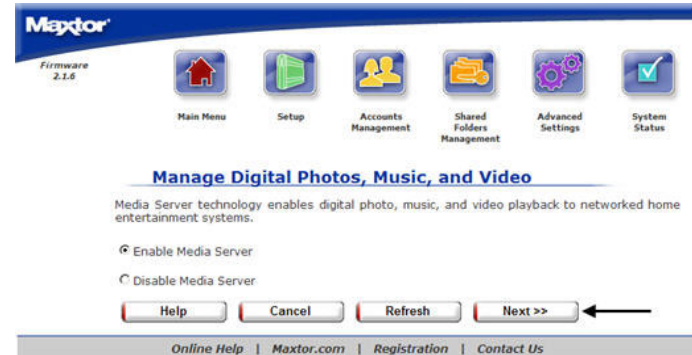 Maxtor
Firmware
2.1.6
Main Menu
Setup
Accounts
Management
Shared
Folders
Management
Advanced
Settings
System
Status
Manage Digital Photos, Music, and Video
Media Server technology enables digital photo, music, and video playback to networked home
entertainment systems.
Enable Media Server
Disable Media Server
Help Cancel Refresh Next >>
Online Help | Maxtor.com | Registration | Contact Us